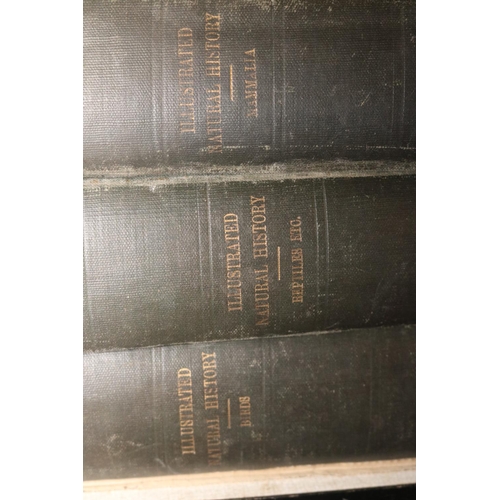 ILLUSTRATED
NATURAL HISTORY
MAMMALIA
ILLUSTRATED
NATURAL HISTORY
REPTILES ETC.
ILLUSTRATED
NATURAL HISTORY
BIRDS